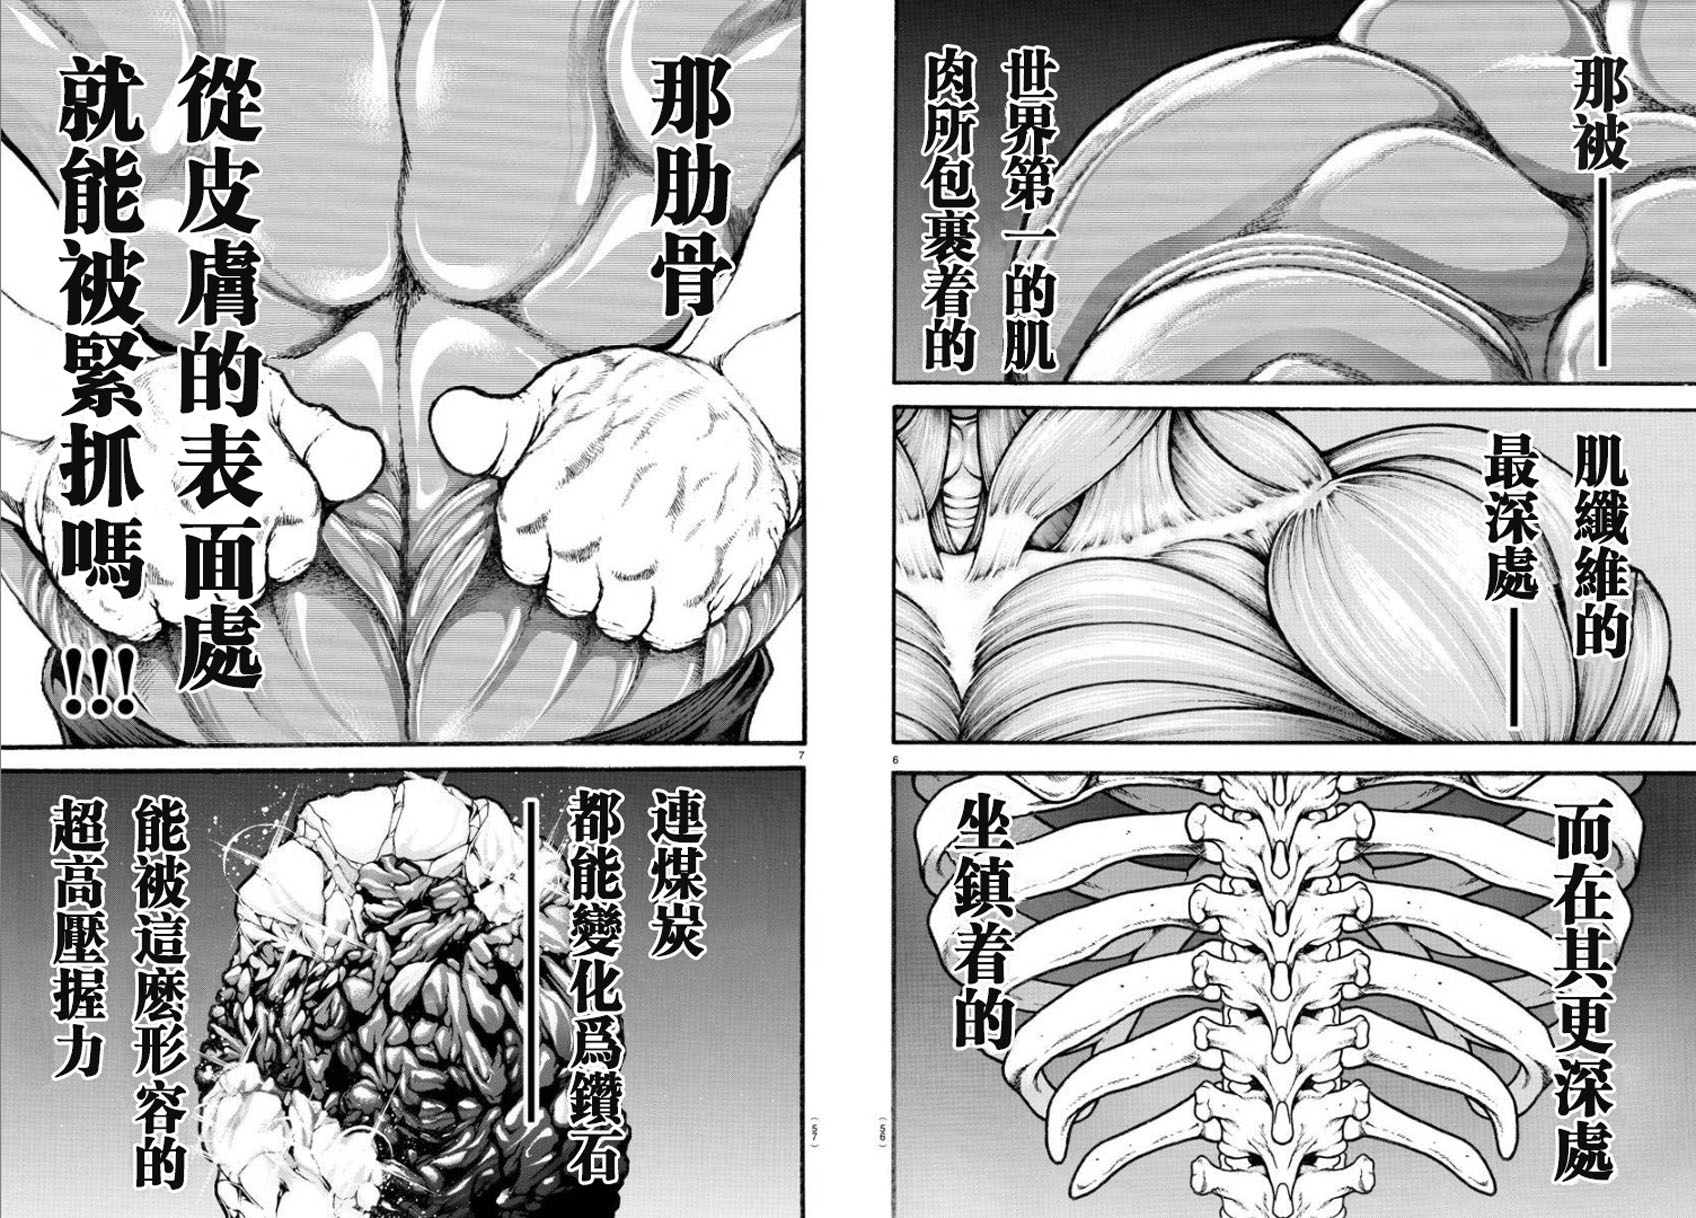 那被——
世界第一的肌
肉所包裹着的
肌纖維的
最深處——
而在其更深處
坐鎮着的
6
(56)
那肋骨
從皮膚的表面處
就能被緊抓嗎!!!
7
連煤炭
都能變化爲鑽石——
能被這麽形容的
超高壓握力
(57)